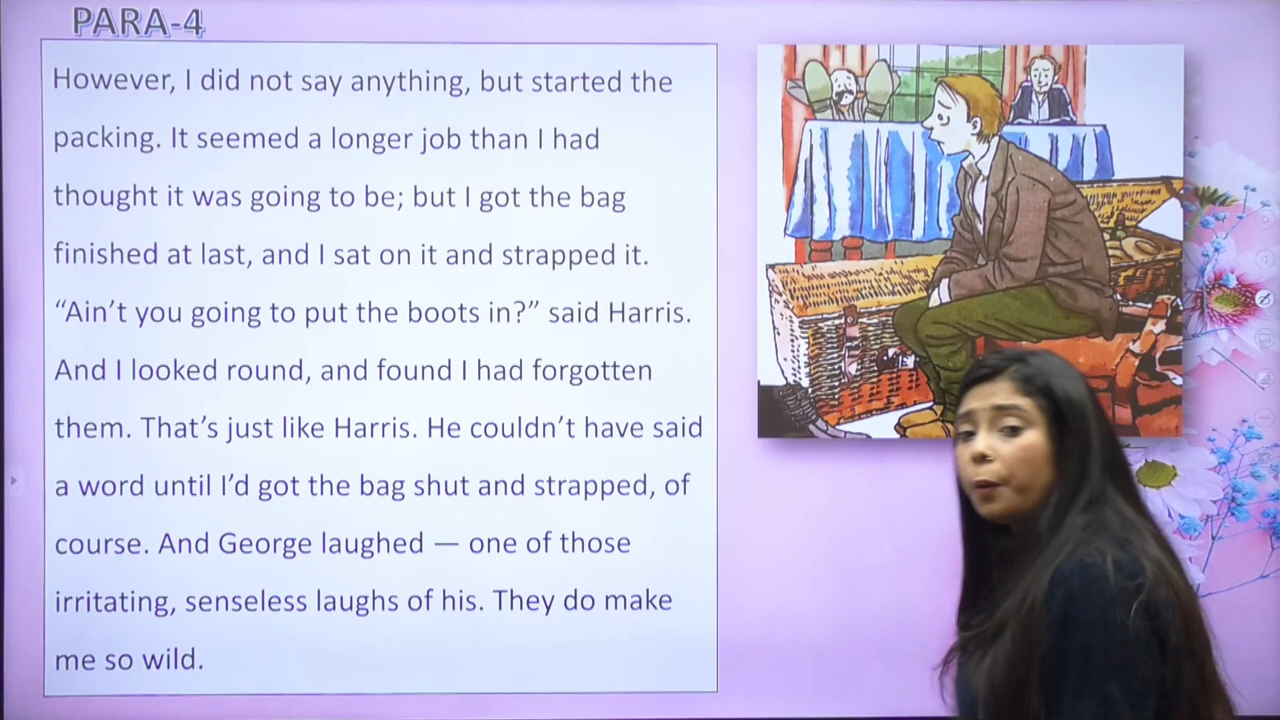 PARA-4
However, I did not say anything, but started the
packing. It seemed a longer job than I had
thought it was going to be; but I got the bag
finished at last, and I sat on it and strapped it.
“Ain’t you going to put the boots in?” said Harris.
And I looked round, and found I had forgotten
them. That’s just like Harris. He couldn’t have said
a word until I’d got the bag shut and strapped, of
course. And George laughed — one of those
irritating, senseless laughs of his. They do make
me so wild.